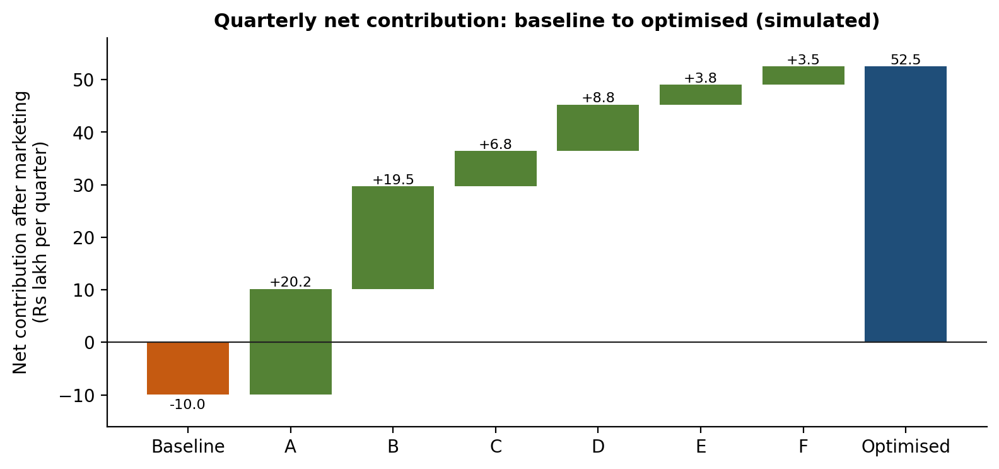 Quarterly net contribution: baseline to optimised (simulated)
Net contribution after marketing
(Rs lakh per quarter)
50
40
30
20
10
0
−10
-10.0
+20.2
+19.5
+6.8
+8.8
+3.8
+3.5
52.5
Baseline
A
B
C
D
E
F
Optimised